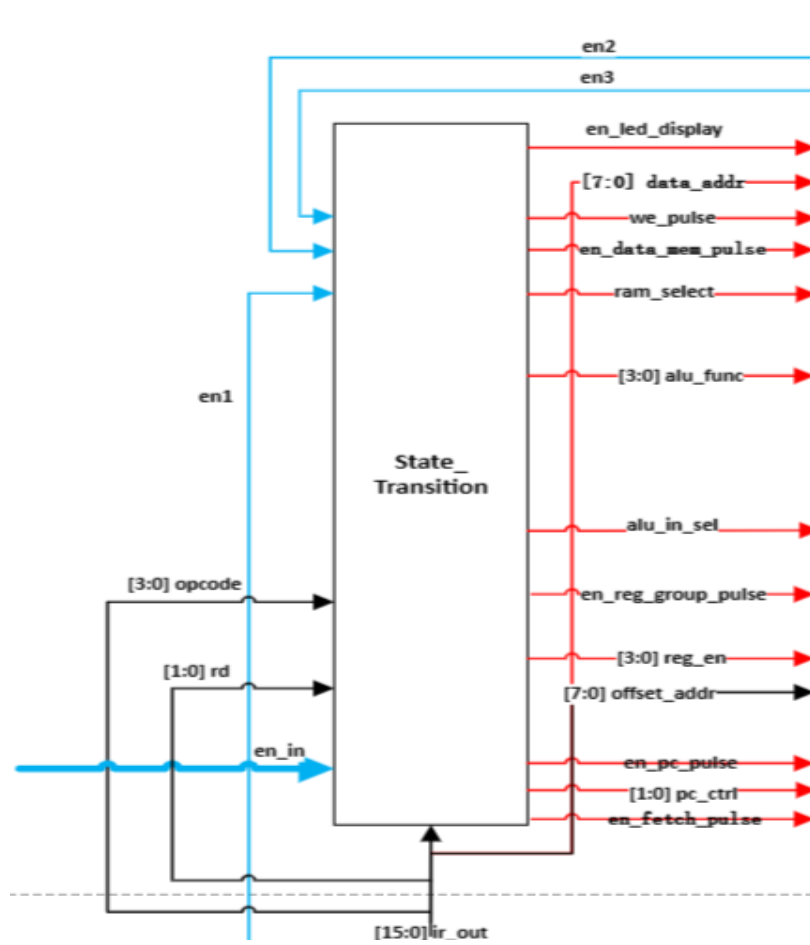 en2
en3
en_led_display
[7:0] data_addr
we_pulse
en_data_mem_pulse
ram_select
[3:0] alu_func
en1
State_
Transition
alu_in_sel
[3:0] opcode
en_reg_group_pulse
[1:0] rd
[3:0] reg_en
[7:0] offset_addr
en_in
en_pc_pulse
[1:0] pc_ctrl
en_fetch_pulse
[15:0]ir_out